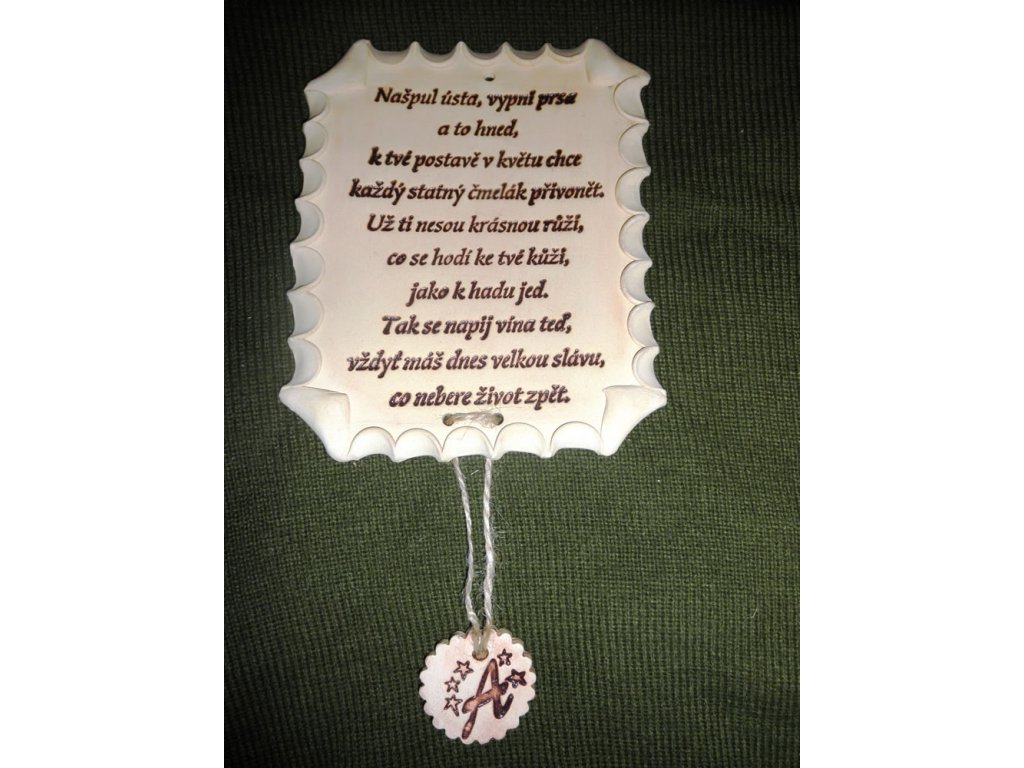 Našpul ústa, vypni prsa
a to hned,
k tvé postavě v květu chce
každý statný čmelák přivonět.
Už ti nesou krásnou růži,
co se hodí ke tvé kůži,
jako k hadu jed.
Tak se napij vína teď,
vždyť máš dnes velkou slávu,
co nebere život zpět.
A